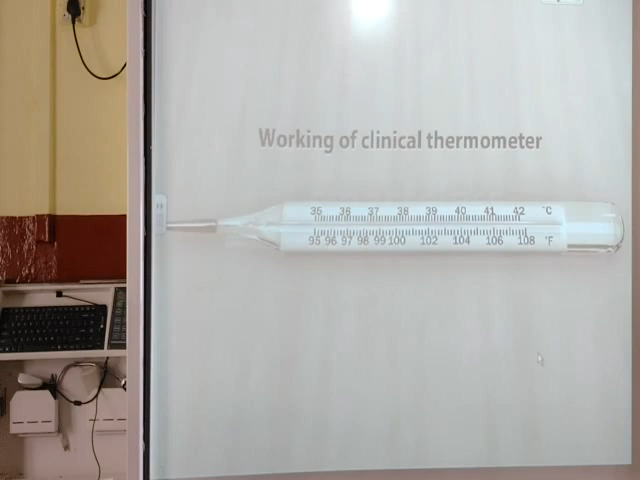 Working of clinical thermometer
35 36 37 38 39 40 41 42 °C
95 96 97 98 99 100 102 104 106 108 °F